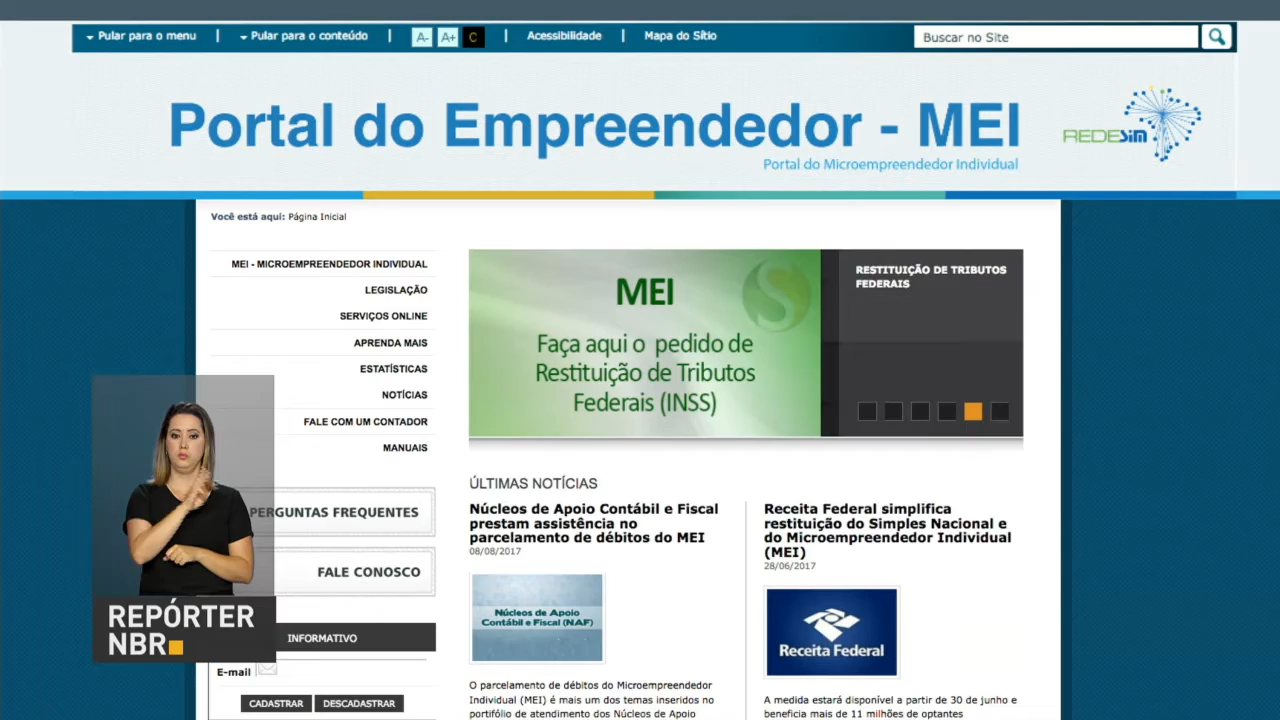 Pular para o menu | Pular para o conteúdo | A- A+ C | Acessibilidade | Mapa do Sítio
Buscar no Site
Portal do Empreendedor - MEI
Portal do Microempreendedor Individual
REDESim
Você está aqui: Página Inicial
MEI - MICROEMPREENDEDOR INDIVIDUAL
LEGISLAÇÃO
SERVIÇOS ONLINE
APRENDA MAIS
ESTATÍSTICAS
NOTÍCIAS
FALE COM UM CONTADOR
MANUAIS
PERGUNTAS FREQUENTES
FALE CONOSCO
INFORMATIVO
E-mail
CADASTRAR DESCADASTRAR
MEI
Faça aqui o pedido de
Restituição de Tributos
Federais (INSS)
RESTITUIÇÃO DE TRIBUTOS
FEDERAIS
ÚLTIMAS NOTÍCIAS
Núcleos de Apoio Contábil e Fiscal
prestam assistência no
parcelamento de débitos do MEI
08/08/2017
Núcleos de Apoio
Contábil e Fiscal (NAF)
O parcelamento de débitos do Microempreendedor
Individual (MEI) é mais um dos temas inseridos no
portifólio de atendimento dos Núcleos de Apoio
Receita Federal simplifica
restituição do Simples Nacional e
do Microempreendedor Individual
(MEI)
28/06/2017
Receita Federal
A medida estará disponível a partir de 30 de junho e
beneficia mais de 11 milhões de optantes
REPÓRTER
NBR